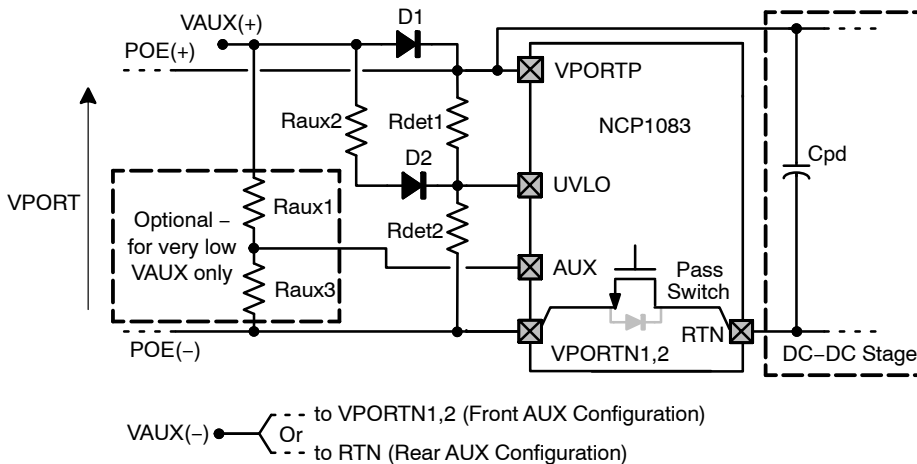 VAUX(+)
D1
POE(+)
VPORTP
Raux2
Rdet1
NCP1083
Cpd
D2
VPORT
UVLO
Optional –
for very low
VAUX only
Raux1
Rdet2
AUX
Pass
Switch
Raux3
RTN
POE(–)
VPORTN1,2
DC–DC Stage
to VPORTN1,2 (Front AUX Configuration)
VAUX(–)
Or
to RTN (Rear AUX Configuration)